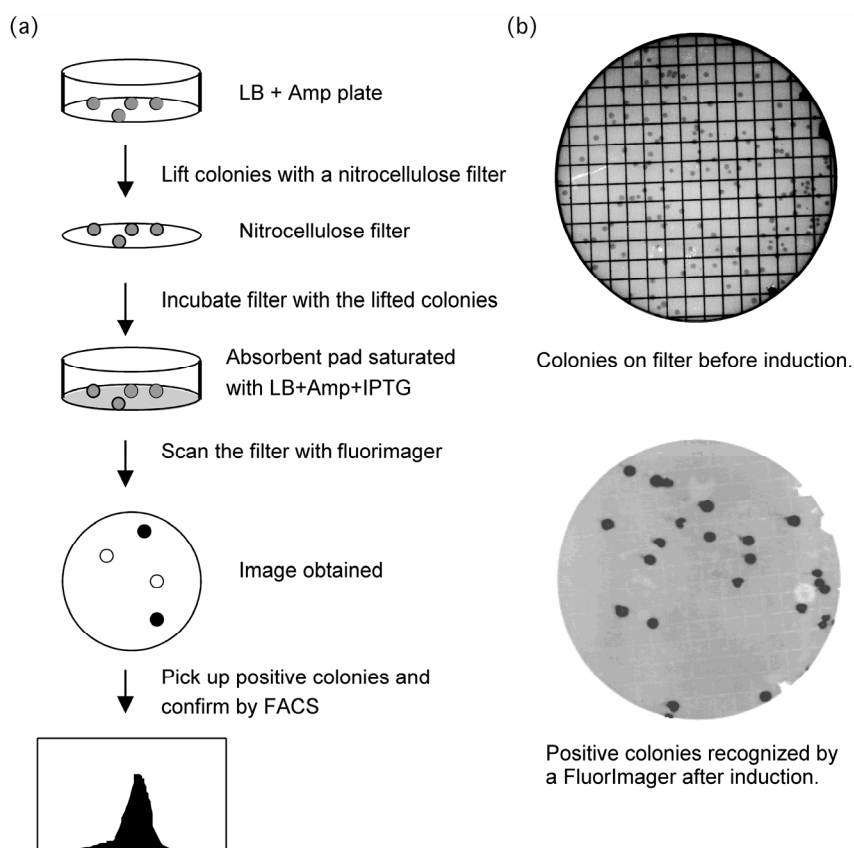 (a)
LB + Amp plate
Lift colonies with a nitrocellulose filter
Nitrocellulose filter
Incubate filter with the lifted colonies
Absorbent pad saturated
with LB+Amp+IPTG
Scan the filter with fluorimager
Image obtained
Pick up positive colonies and
confirm by FACS
(b)
Colonies on filter before induction.
Positive colonies recognized by
a FluorImager after induction.